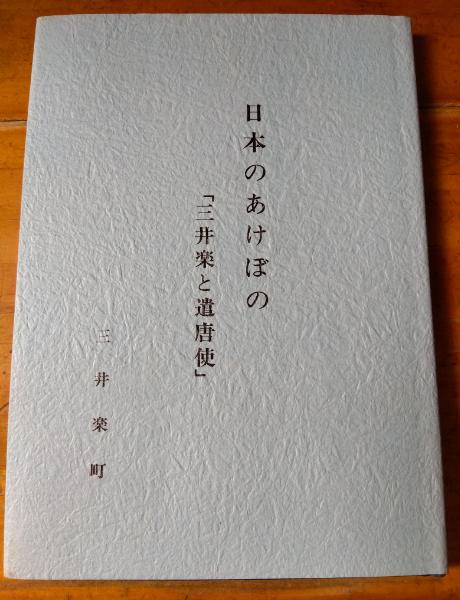 日本のあけぼの
「三井楽と遣唐使」
三井楽町